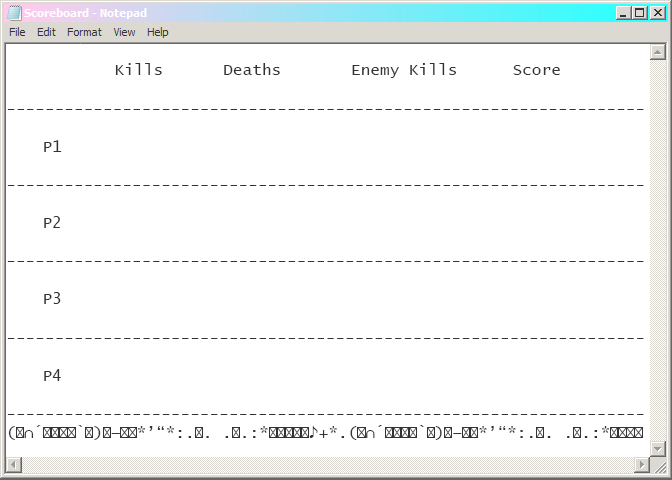 Scoreboard - Notepad
File Edit Format View Help
Kills Deaths Enemy Kills Score
P1
P2
P3
P4